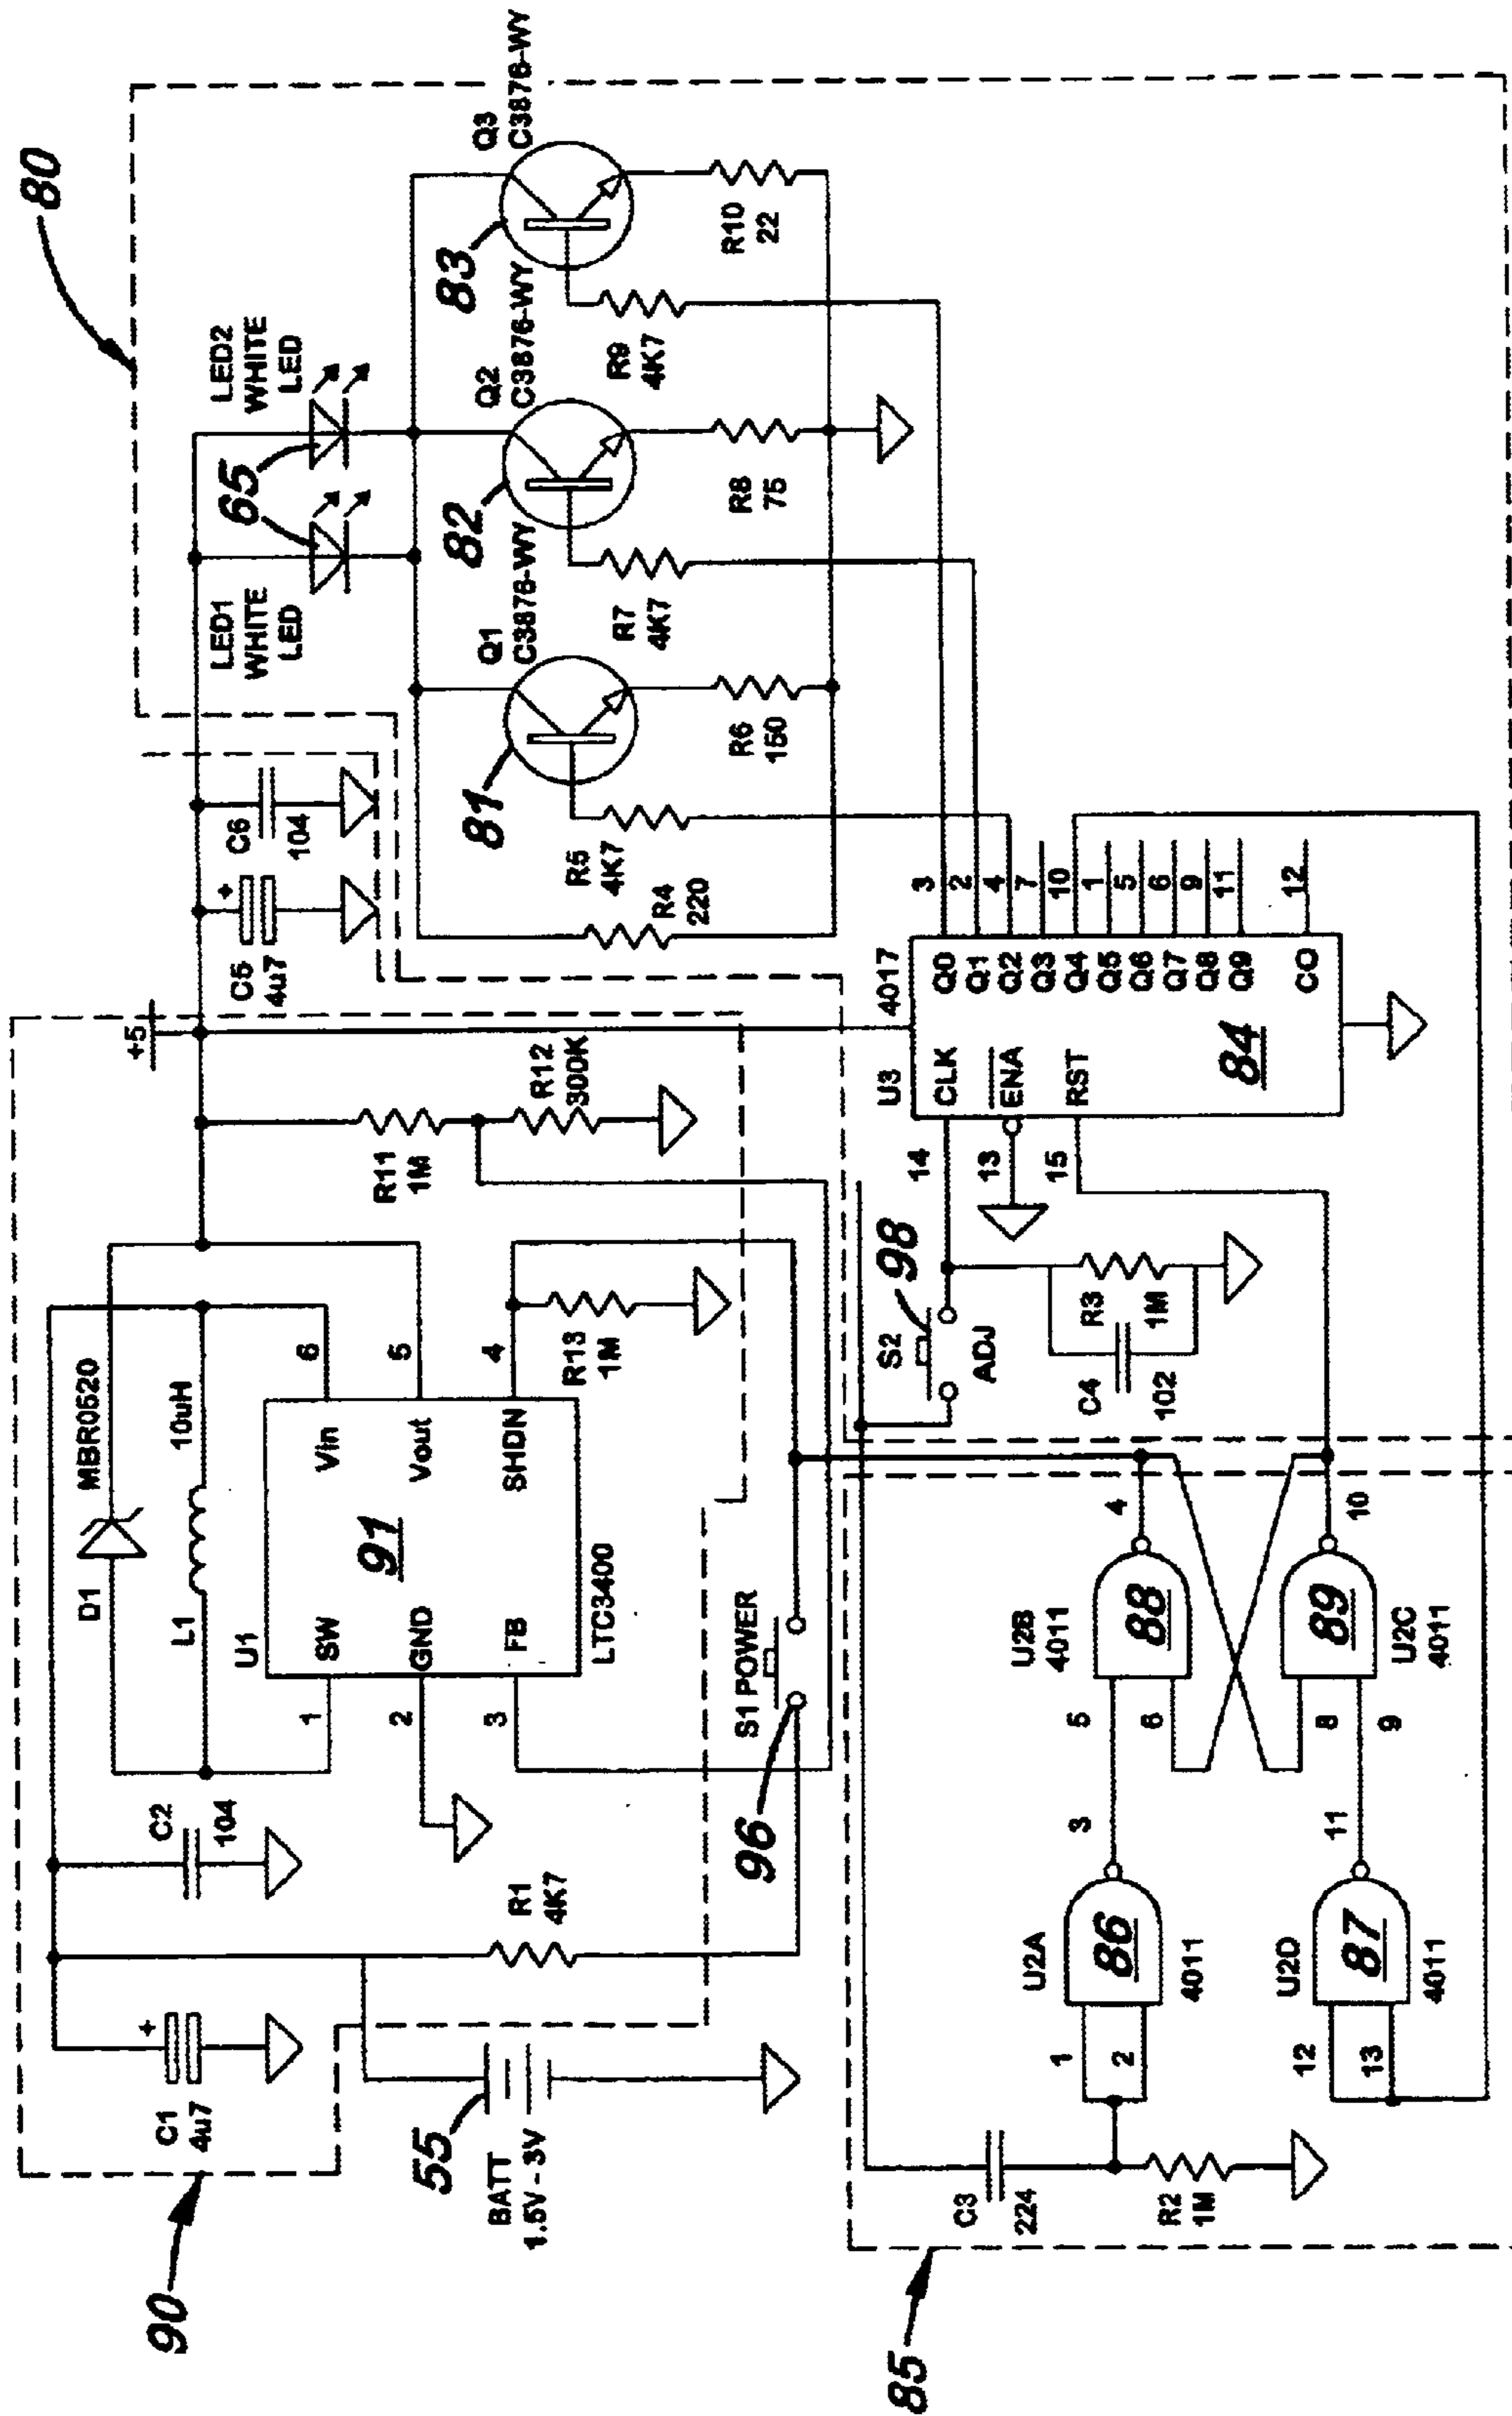 80
90
C1
4u7
+
C2
104
D1
MBR0520
L1
10uH
U1
SW
GND
FB
Vin
Vout
SHDN
91
LTC3400
1
2
3
6
5
4
R13
1M
R11
1M
R12
300K
+5
C5
4u7
+
C6
104
LED1
WHITE
LED
LED2
WHITE
LED
65
55
BATT
1.5V - 3V
R1
4K7
S1 POWER
96
81
Q1
C3876-WY
82
Q2
C3876-WY
83
Q3
C3876-WY
R4
220
R5
4K7
R6
150
R7
4K7
R8
75
R9
4K7
R10
22
85
C3
224
R2
1M
U2A
4011
86
1
2
3
U2B
4011
88
5
6
4
U2D
4011
87
12
13
11
U2C
4011
89
8
9
10
S2
ADJ
98
C4
102
R3
1M
U3
4017
84
CLK
ENA
RST
14
13
15
Q0
Q1
Q2
Q3
Q4
Q5
Q6
Q7
Q8
Q9
CO
3
2
4
7
10
1
5
6
9
11
12